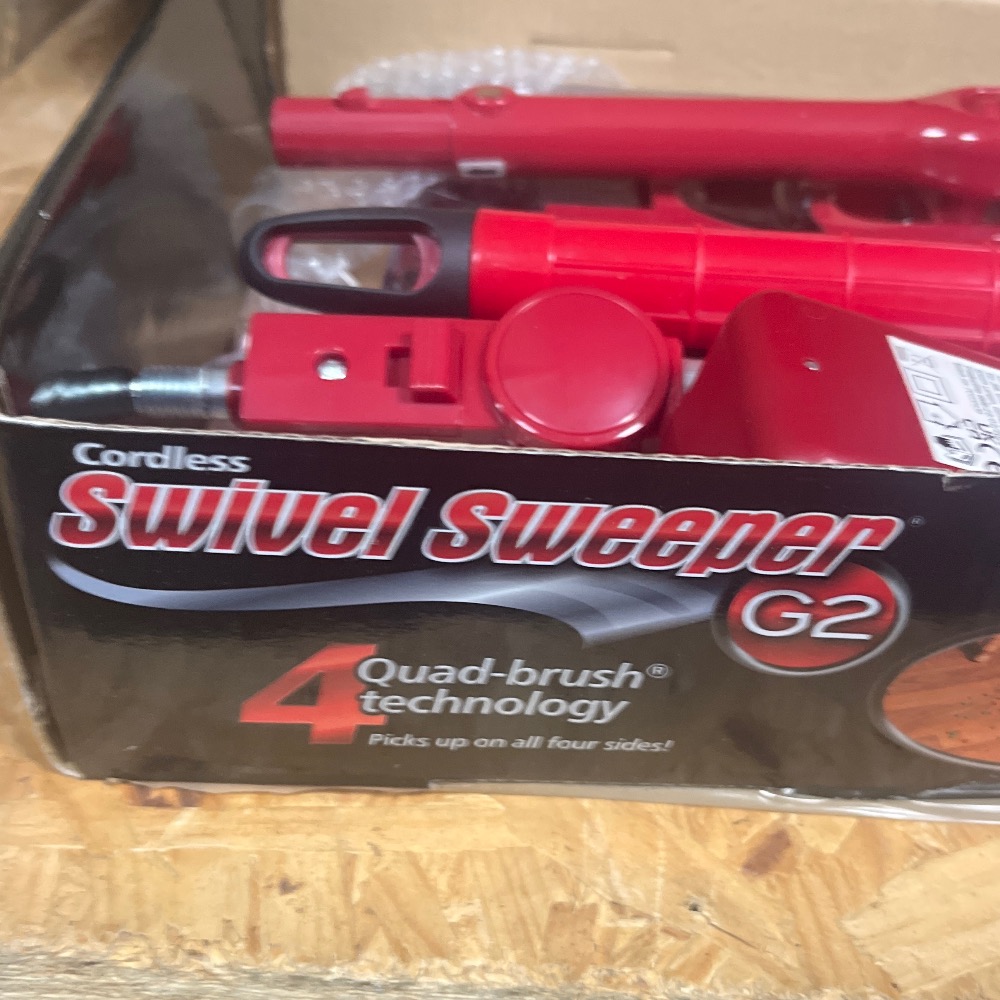 Cordless
Swivel Sweeper®
G2
4 Quad-brush®
technology
Picks up on all four sides!